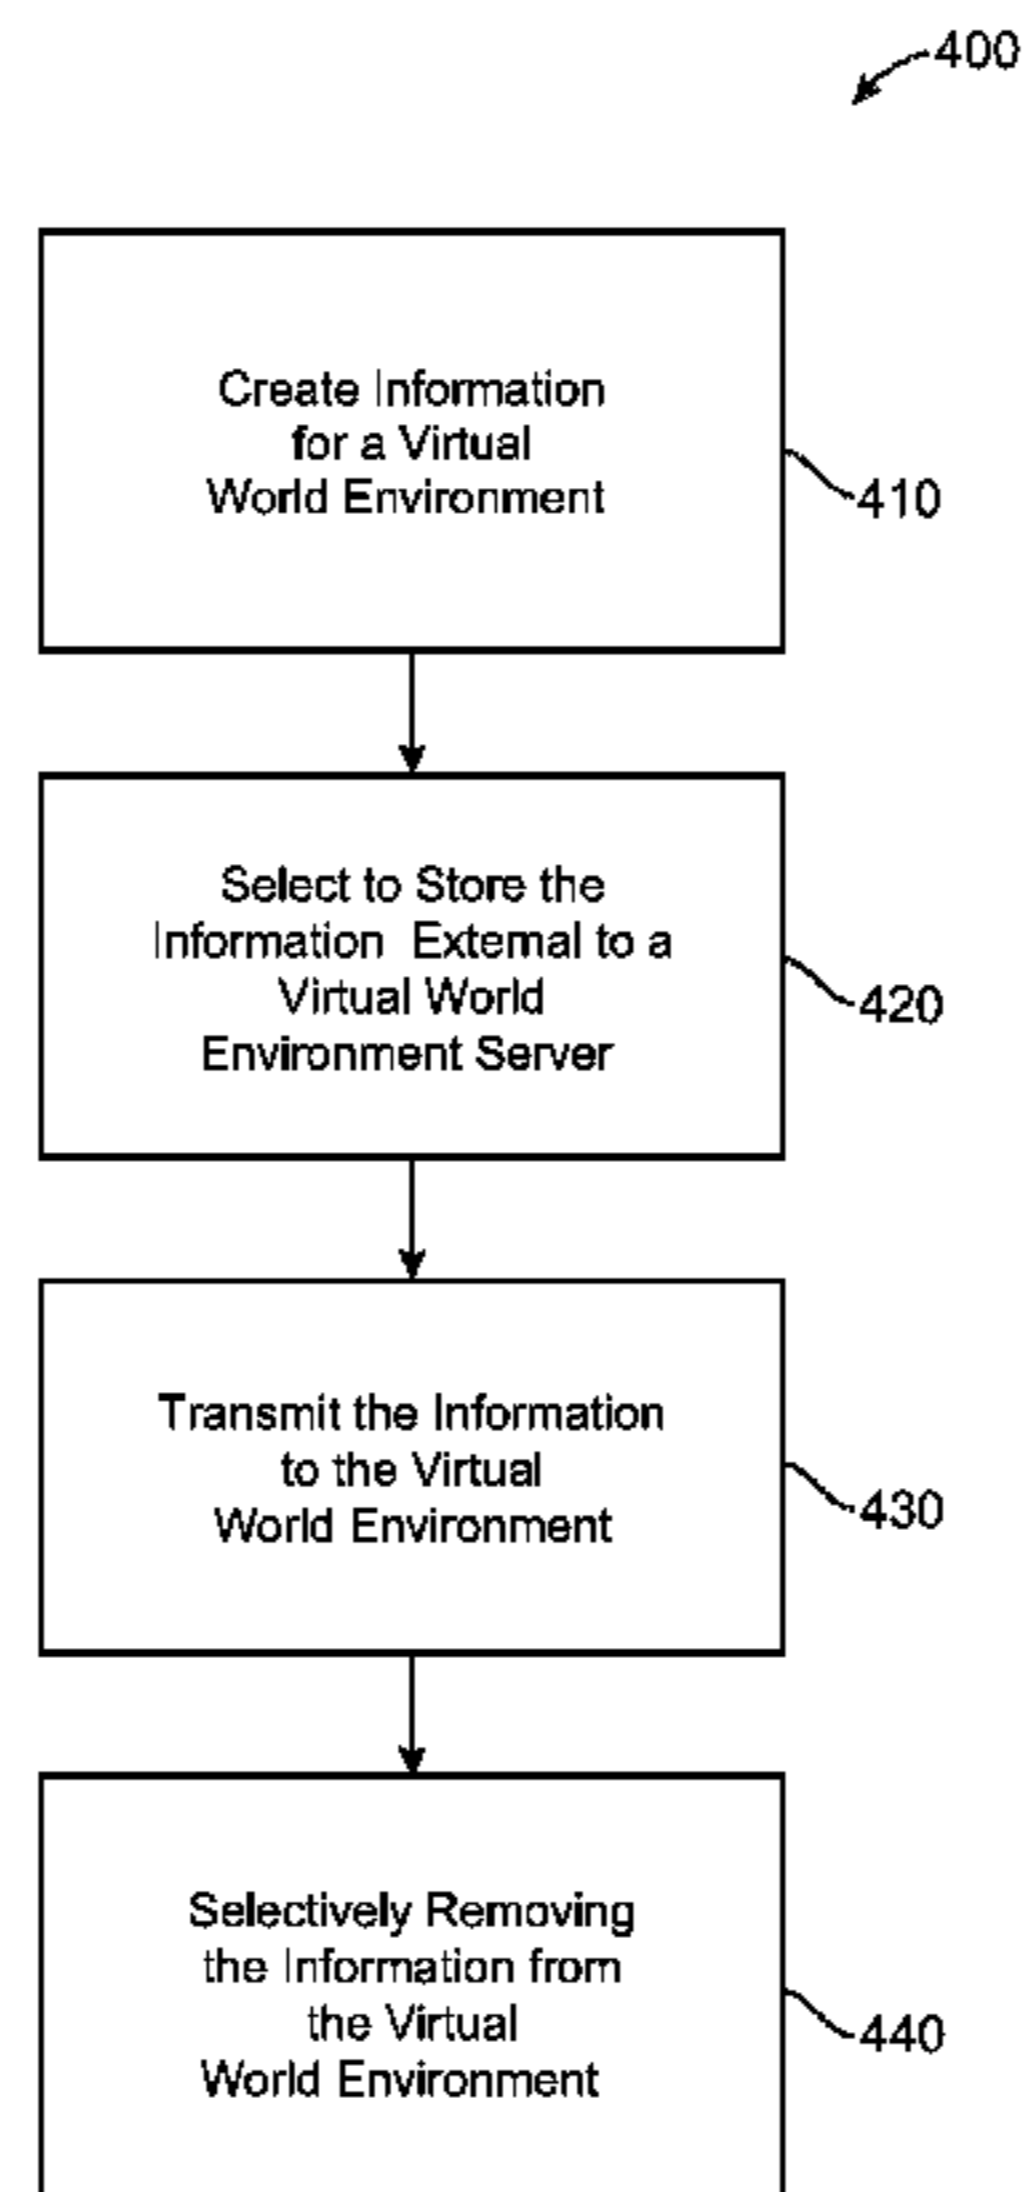 400
Create Information
for a Virtual
World Environment
410
Select to Store the
Information External to a
Virtual World
Environment Server
420
Transmit the Information
to the Virtual
World Environment
430
Selectively Removing
the Information from
the Virtual
World Environment
440